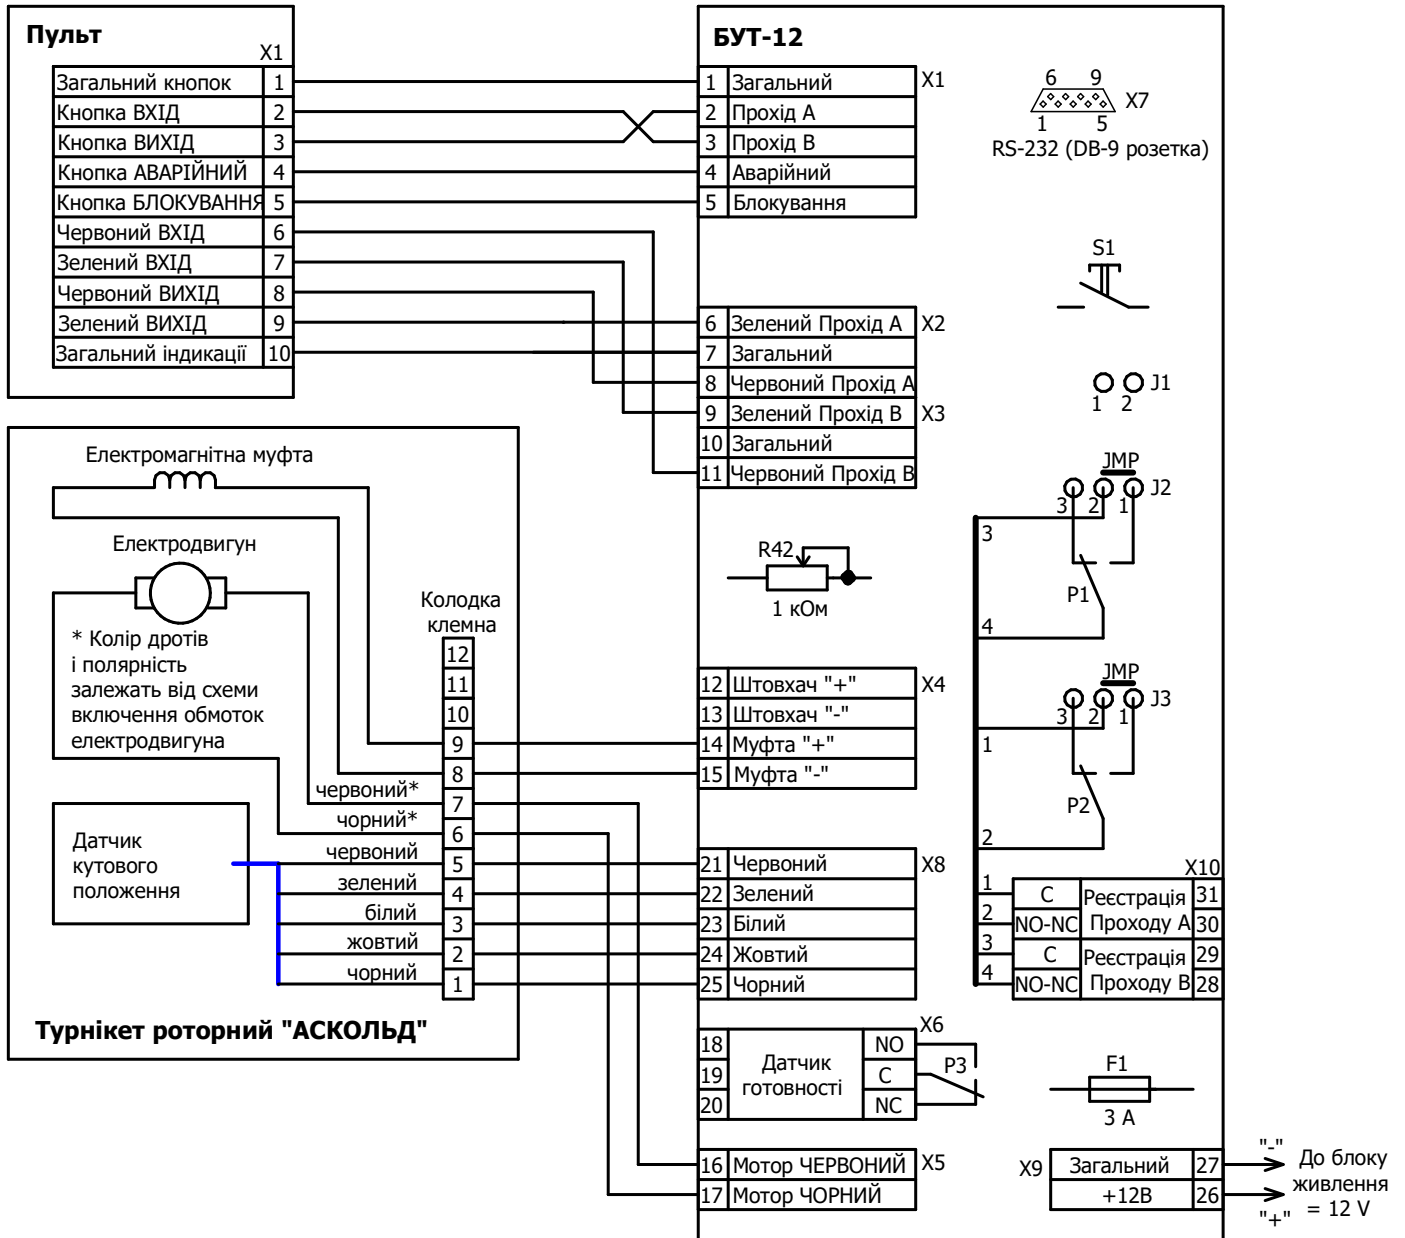 Пульт
X1
Загальний кнопок 1
Кнопка ВХІД 2
Кнопка ВИХІД 3
Кнопка АВАРІЙНИЙ 4
Кнопка БЛОКУВАННЯ 5
Червоний ВХІД 6
Зелений ВХІД 7
Червоний ВИХІД 8
Зелений ВИХІД 9
Загальний індикації 10
БУТ-12
1 Загальний X1
2 Прохід А
3 Прохід В
4 Аварійний
5 Блокування
6 Зелений Прохід А X2
7 Загальний
8 Червоний Прохід А
9 Зелений Прохід В X3
10 Загальний
11 Червоний Прохід В
6 9
X7
1 5
RS-232 (DB-9 розетка)
S1
J1
1 2
JMP
J2
3 2 1
3
P1
4
JMP
J3
3 2 1
1
P2
2
R42
1 кОм
Електромагнітна муфта
Електродвигун
* Колір дротів
і полярність
залежать від схеми
включення обмоток
електродвигуна
Колодка
клемна
12
11
10
9
8
червоний* 7
чорний* 6
червоний 5
зелений 4
білий 3
жовтий 2
чорний 1
Датчик
кутового
положення
Турнікет роторний "АСКОЛЬД"
12 Штовхач "+" X4
13 Штовхач "-"
14 Муфта "+"
15 Муфта "-"
21 Червоний X8
22 Зелений
23 Білий
24 Жовтий
25 Чорний
X10
1 C Реєстрація 31
2 NO-NC Проходу А 30
3 C Реєстрація 29
4 NO-NC Проходу В 28
X6
18 NO
19 Датчик C P3
готовності
20 NC
F1
3 А
16 Мотор ЧЕРВОНИЙ X5
17 Мотор ЧОРНИЙ
X9 Загальний 27
+12В 26
"-"
До блоку
живлення
"+" = 12 V